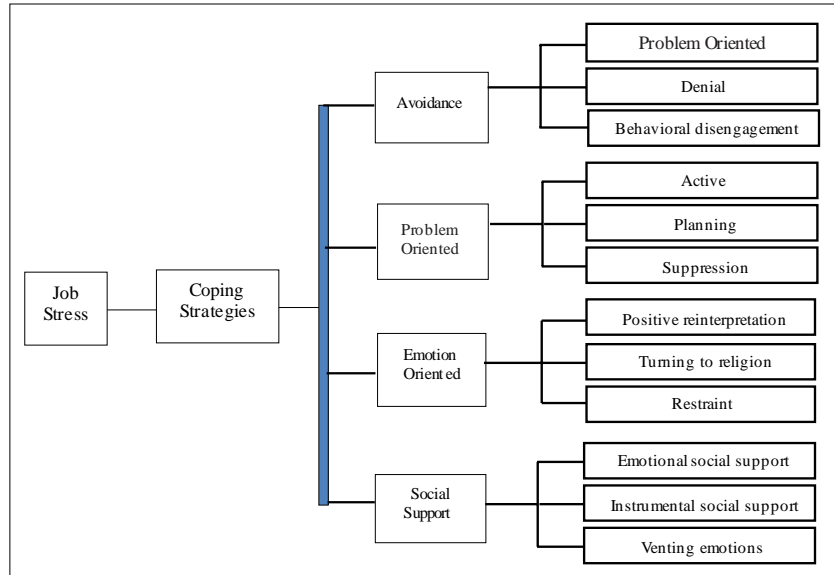 Job
Stress
Coping
Strategies
Avoidance
Problem Oriented
Denial
Behavioral disengagement
Problem
Oriented
Active
Planning
Suppression
Emotion
Oriented
Positive reinterpretation
Turning to religion
Restraint
Social
Support
Emotional social support
Instrumental social support
Venting emotions